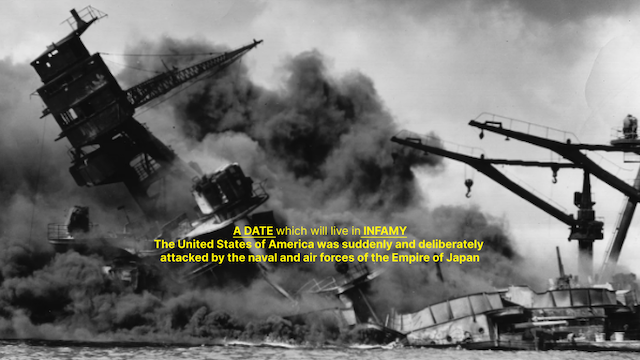 A DATE which will live in INFAMY
The United States of America was suddenly and deliberately
attacked by the naval and air forces of the Empire of Japan